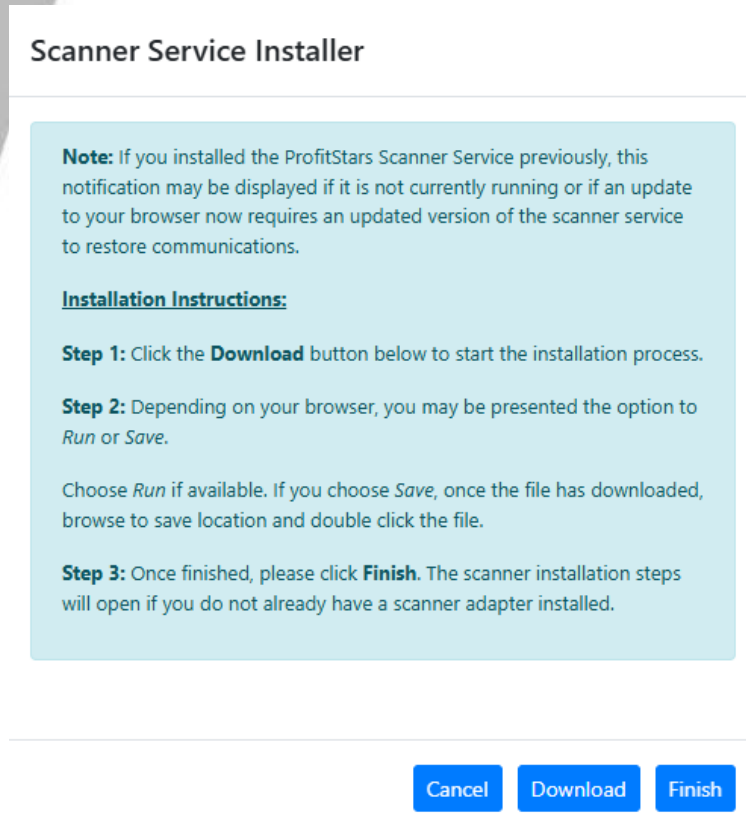 Scanner Service Installer
Note: If you installed the ProfitStars Scanner Service previously, this
notification may be displayed if it is not currently running or if an update
to your browser now requires an updated version of the scanner service
to restore communications.
Installation Instructions:
Step 1: Click the Download button below to start the installation process.
Step 2: Depending on your browser, you may be presented the option to
Run or Save.
Choose Run if available. If you choose Save, once the file has downloaded,
browse to save location and double click the file.
Step 3: Once finished, please click Finish. The scanner installation steps
will open if you do not already have a scanner adapter installed.
Cancel Download Finish